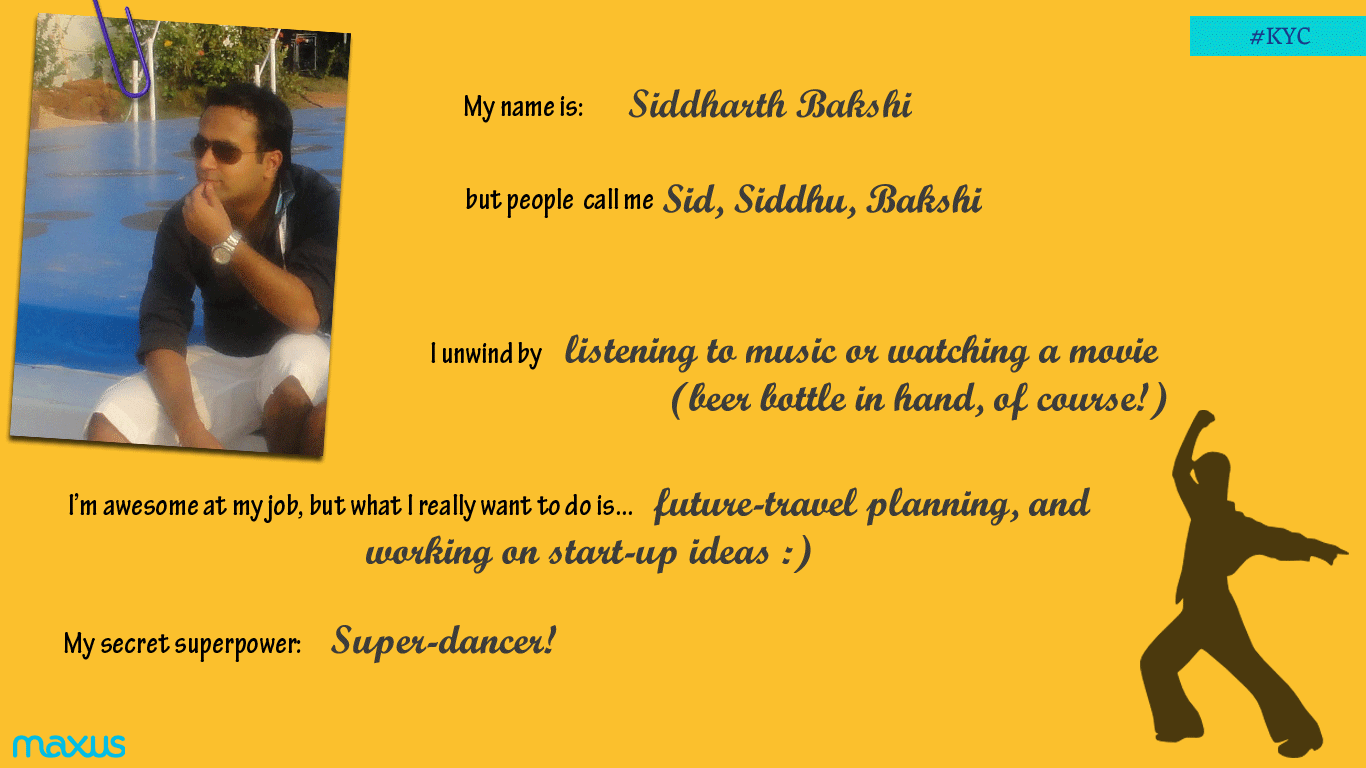 #KYC
My name is: Siddharth Bakshi
but people call me Sid, Siddhu, Bakshi
I unwind by listening to music or watching a movie
(beer bottle in hand, of course!)
I'm awesome at my job, but what I really want to do is... future-travel planning, and
working on start-up ideas :)
My secret superpower: Super-dancer!
maxus